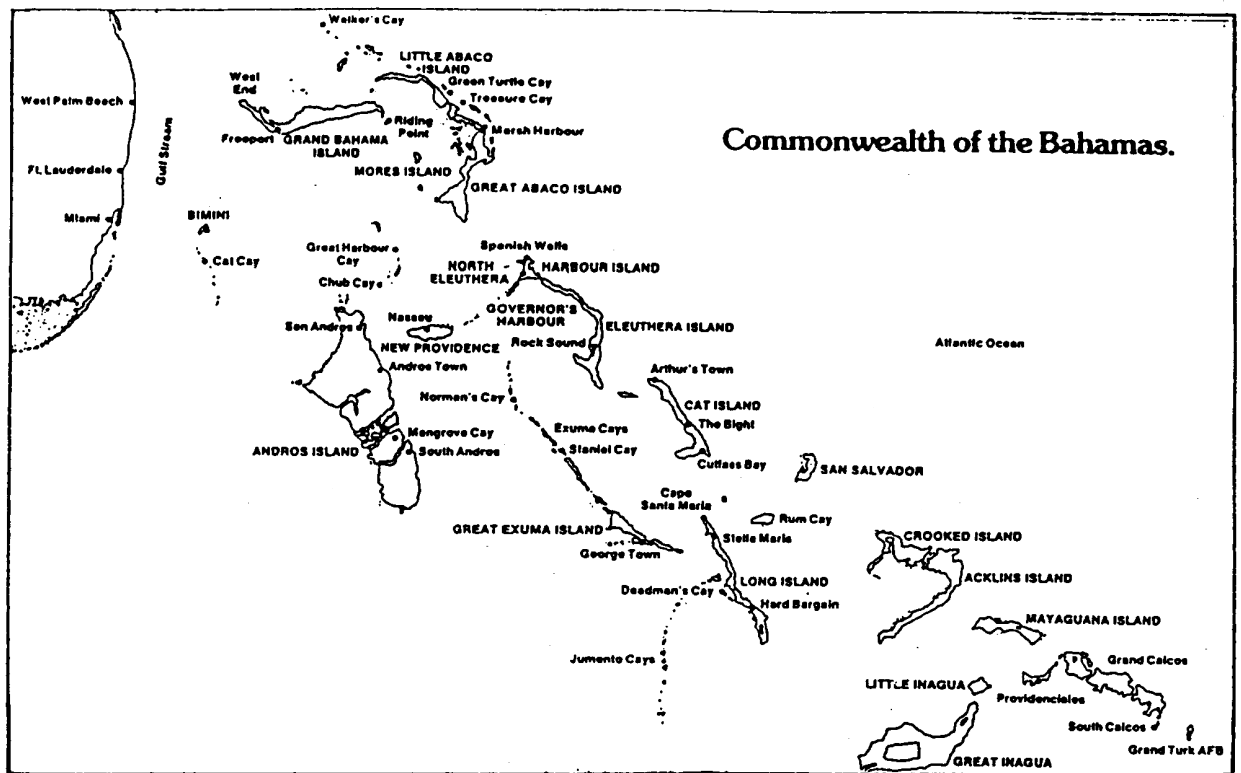 Walker's Cay
LITTLE ABACO
ISLAND
West
End
Green Turtle Cay
Treasure Cay
West Palm Beach
Riding
Point
Marsh Harbour
Freeport
GRAND BAHAMA
ISLAND
Commonwealth of the Bahamas.
Gulf Stream
Ft. Lauderdale
MORES ISLAND
GREAT ABACO ISLAND
Miami
BIMINI
Great Harbour
Cay
Spanish Wells
Cat Cay
NORTH
ELEUTHERA
HARBOUR ISLAND
Chub Cay
GOVERNOR'S
HARBOUR
San Andros
Nassau
ELEUTHERA ISLAND
NEW PROVIDENCE
Rock Sound
Atlantic Ocean
Andros Town
Arthur's Town
Norman's Cay
CAT ISLAND
The Bight
Exuma Cays
Mangrove Cay
ANDROS ISLAND
South Andros
Staniel Cay
Cutlass Bay
SAN SALVADOR
Cape
Santa Maria
Rum Cay
GREAT EXUMA ISLAND
George Town
Stella Maris
CROOKED ISLAND
LONG ISLAND
ACKLINS ISLAND
Deadman's Cay
Hard Bargain
MAYAGUANA ISLAND
Jumento Cays
Grand Caicos
LITTLE INAGUA
Providenciales
South Caicos
Grand Turk AFB
GREAT INAGUA